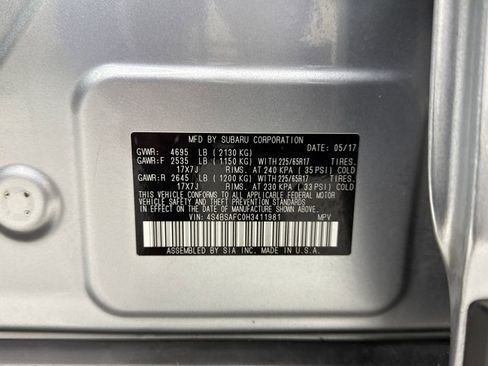 MFD BY SUBARU CORPORATION DATE: 05/17
GVWR: 4695 LB ( 2130 KG)
GAWR:F 2535 LB ( 1150 KG) WITH 225/65R17 TIRES.
17X7J RIMS. AT 240 KPA ( 35 PSI) COLD
GAWR:R 2645 LB ( 1200 KG) WITH 225/65R17 TIRES.
17X7J RIMS. AT 230 KPA ( 33 PSI) COLD
THIS VEHICLE CONFORMS TO ALL APPLICABLE FEDERAL MOTOR
VEHICLE SAFETY AND THEFT PREVENTION STANDARDS
IN EFFECT ON THE DATE OF MANUFACTURE SHOWN ABOVE.
VIN: 4S4BSAFC0H3411981 MPV
ASSEMBLED BY SIA INC. MADE IN U.S.A.